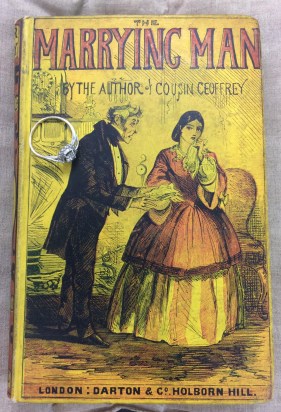 THE
MARRYING MAN
BY THE AUTHOR of COUSIN GEOFFREY
LONDON: DARTON & Co. HOLBORN HILL.